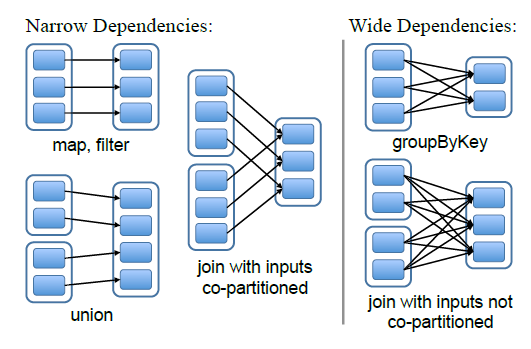 Narrow Dependencies:
map, filter
union
join with inputs
co-partitioned
Wide Dependencies:
groupByKey
join with inputs not
co-partitioned